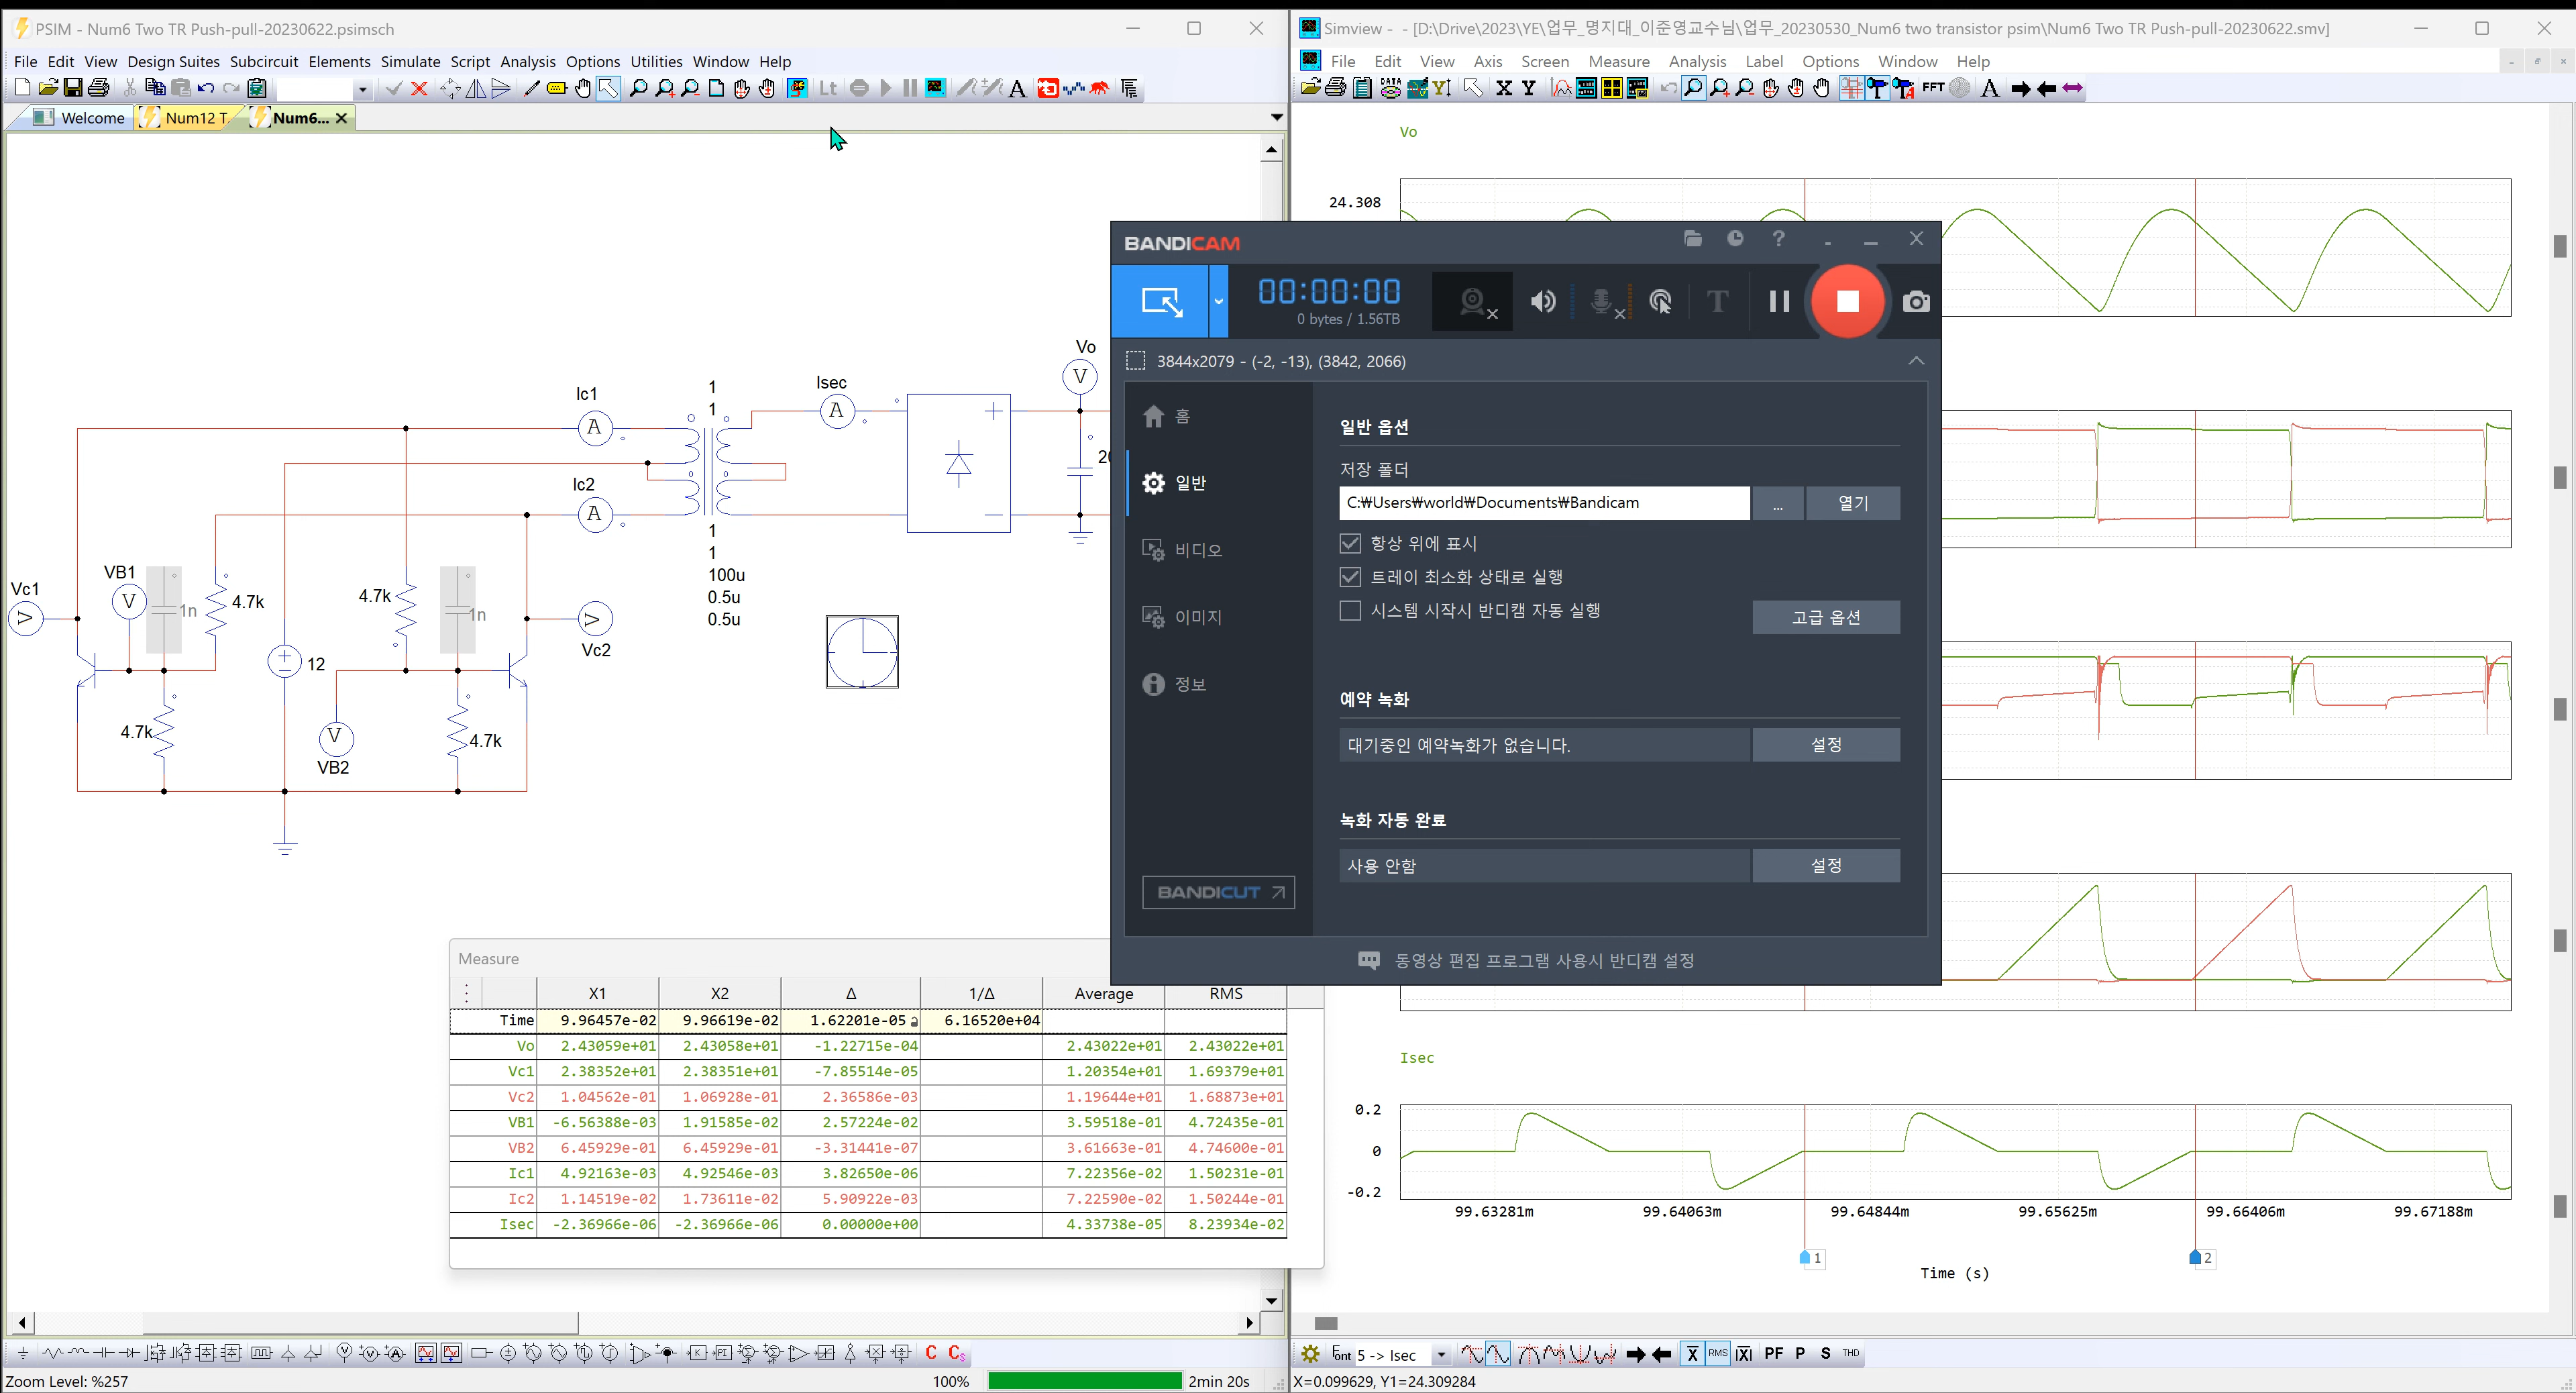 PSIM - Num6 Two TR Push-pull-20230622.psimsch
File Edit View Design Suites Subcircuit Elements Simulate Script Analysis Options Utilities Window Help
Lt
A
Welcome
Num12 T.
Num6...
Vo
V
Ic1
A
1
1
Isec
A
Ic2
A
20
1
1
100u
0.5u
0.5u
VB1
V
1n
4.7k
4.7k
1n
Vc1
V
V
Vc2
12
4.7k
V
VB2
4.7k
Measure
X1 X2 Δ 1/Δ Average RMS
Time 9.96457e-02 9.96619e-02 1.62201e-05 6.16520e+04
Vo 2.43059e+01 2.43058e+01 -1.22715e-04 2.43022e+01 2.43022e+01
Vc1 2.38352e+01 2.38351e+01 -7.85514e-05 1.20354e+01 1.69379e+01
Vc2 1.04562e-01 1.06928e-01 2.36586e-03 1.19644e+01 1.68873e+01
VB1 -6.56388e-03 1.91585e-02 2.57224e-02 3.59518e-01 4.72435e-01
VB2 6.45929e-01 6.45929e-01 -3.31441e-07 3.61663e-01 4.74600e-01
Ic1 4.92163e-03 4.92546e-03 3.82650e-06 7.22356e-02 1.50231e-01
Ic2 1.14519e-02 1.73611e-02 5.90922e-03 7.22590e-02 1.50244e-01
Isec -2.36966e-06 -2.36966e-06 0.00000e+00 4.33738e-05 8.23934e-02
K PI C Cs
Zoom Level: %257 100% 2min 20s
Simview - - [D:\Drive\2023\YE\업무_명지대_이준영교수님\업무_20230530_Num6 two transistor psim\Num6 Two TR Push-pull-20230622.smv]
File Edit View Axis Screen Measure Analysis Label Options Window Help
DATA X Y FFT A
Vo
24.308
BANDICAM
00:00:00
0 bytes / 1.56TB
T
3844x2079 - (-2, -13), (3842, 2066)
홈
일반
비디오
이미지
정보
BANDICUT
일반 옵션
저장 폴더
C:₩Users₩world₩Documents₩Bandicam
...
열기
항상 위에 표시
트레이 최소화 상태로 실행
시스템 시작시 반디캠 자동 실행
고급 옵션
예약 녹화
대기중인 예약녹화가 없습니다.
설정
녹화 자동 완료
사용 안함
설정
동영상 편집 프로그램 사용시 반디캠 설정
Isec
0.2
0
-0.2
99.63281m 99.64063m 99.64844m 99.65625m 99.66406m 99.67188m
1 2
Time (s)
Font 5 -> Isec X RMS |X| PF P S THD
X=0.099629, Y1=24.309284